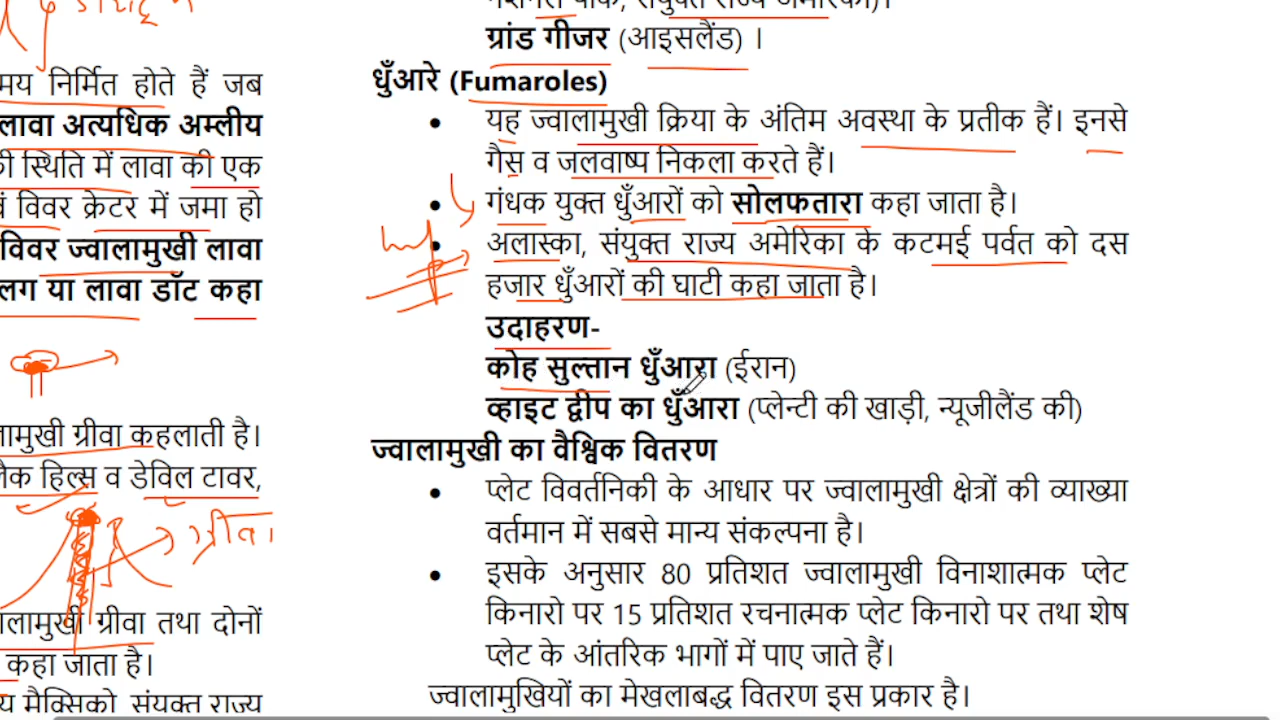 मय निर्मित होते हैं जब
लावा अत्यधिक अम्लीय
की स्थिति में लावा की एक
वं विवर क्रेटर में जमा हो
विवर ज्वालामुखी लावा
लग या लावा डॉट कहा
लामुखी ग्रीवा कहलाती है।
लैक हिल्स व डेविल टावर,
ग्रीवा
लामुखी ग्रीवा तथा दोनों
कहा जाता है।
य मैक्सिको संयुक्त राज्य
नेशनल पार्क, संयुक्त राज्य अमेरिका)।
ग्रांड गीजर (आइसलैंड) ।
धुँआरे (Fumaroles)
• यह ज्वालामुखी क्रिया के अंतिम अवस्था के प्रतीक हैं। इनसे
गैस व जलवाष्प निकला करते हैं।
• गंधक युक्त धुँआरों को सोलफतारा कहा जाता है।
• अलास्का, संयुक्त राज्य अमेरिका के कटमई पर्वत को दस
हजार धुँआरों की घाटी कहा जाता है।
उदाहरण-
कोह सुल्तान धुँआरा (ईरान)
व्हाइट द्वीप का धुँआरा (प्लेन्टी की खाड़ी, न्यूजीलैंड की)
ज्वालामुखी का वैश्विक वितरण
• प्लेट विवर्तनिकी के आधार पर ज्वालामुखी क्षेत्रों की व्याख्या
वर्तमान में सबसे मान्य संकल्पना है।
• इसके अनुसार 80 प्रतिशत ज्वालामुखी विनाशात्मक प्लेट
किनारो पर 15 प्रतिशत रचनात्मक प्लेट किनारो पर तथा शेष
प्लेट के आंतरिक भागों में पाए जाते हैं।
ज्वालामुखियों का मेखलाबद्ध वितरण इस प्रकार है।